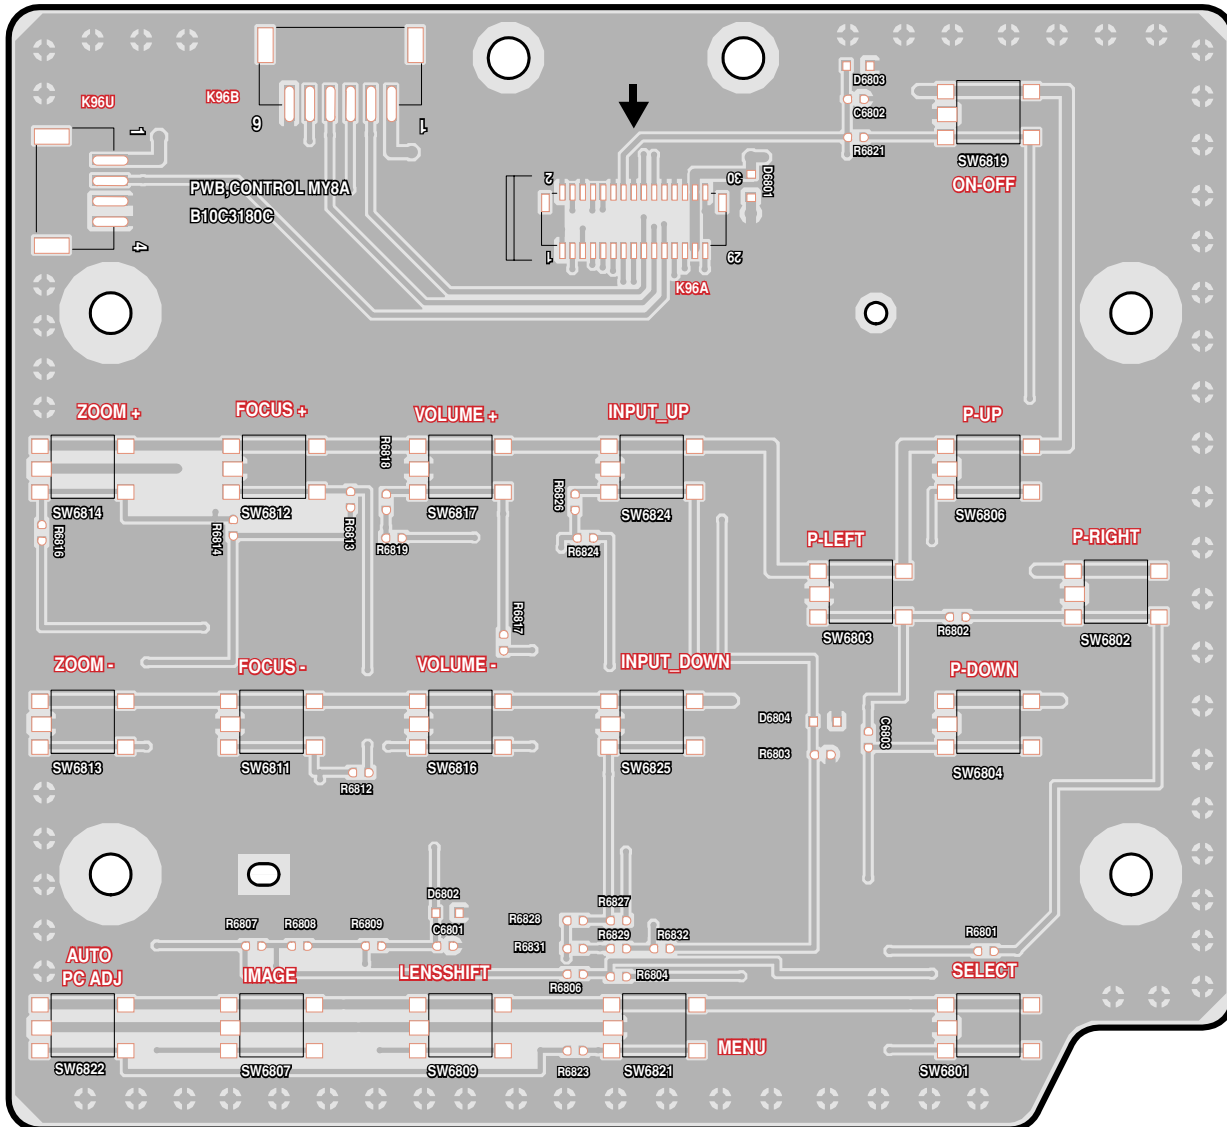 K96U
K96B
1
6
1
D6803
C6802
R6821
SW6819
ON-OFF
PWB,CONTROL MY8A
B10C3180C
4
2
30
D6801
1
29
K96A
ZOOM +
FOCUS +
VOLUME +
INPUT_UP
P-UP
R6818
R6826
SW6814
SW6812
SW6817
SW6824
SW6806
R6816
R6814
R6813
R6819
R6824
P-LEFT
P-RIGHT
R6817
SW6803
R6802
SW6802
ZOOM -
FOCUS -
VOLUME -
INPUT_DOWN
P-DOWN
D6804
R6803
C6803
SW6813
SW6811
SW6816
SW6825
SW6804
R6812
D6802
R6827
R6807
R6808
R6809
C6801
R6828
R6831
R6829
R6832
R6801
AUTO
PC ADJ
IMAGE
LENSSHIFT
R6806
R6804
SELECT
MENU
SW6822
SW6807
SW6809
R6823
SW6821
SW6801